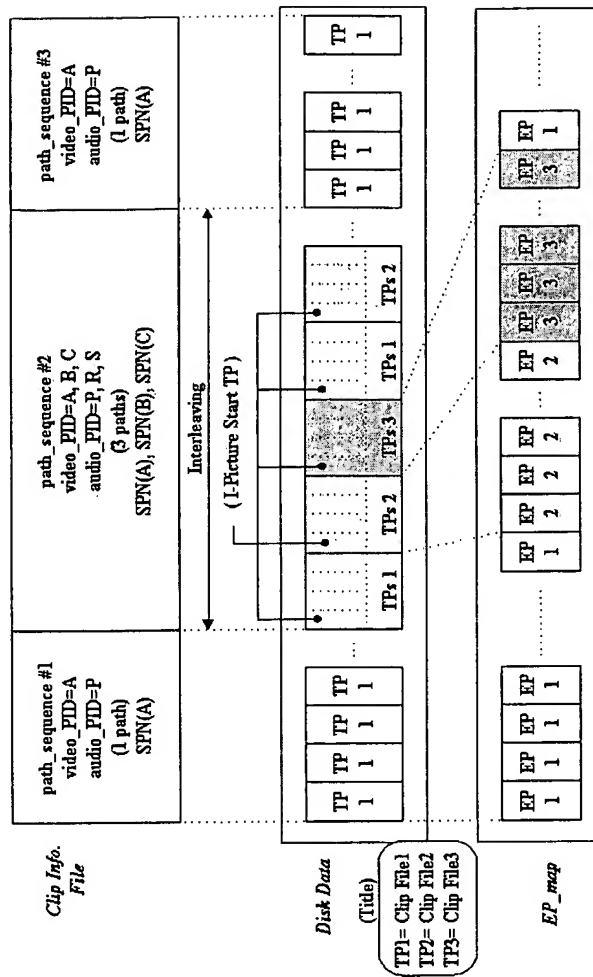 Clip Info.
File
path_sequence #1
video_PID=A
audio_PID=P
(1 path)
SPN(A)
path_sequence #2
video_PID=A, B, C
audio_PID=P, R, S
(3 paths)
SPN(A), SPN(B), SPN(C)
path_sequence #3
video_PID=A
audio_PID=P
(1 path)
SPN(A)
Interleaving
( I-Picture Start TP )
Disk Data
(Title)
TP1= Clip File1
TP2= Clip File2
TP3= Clip File3
TP 1
TP 1
TP 1
TP 1
TPs 1
TPs 2
TPs 3
TPs 1
TPs 2
TP 1
TP 1
TP 1
TP 1
EP_map
EP 1
EP 1
EP 1
EP 1
EP 1
EP 2
EP 2
EP 2
EP 2
EP 3
EP 3
EP 3
EP 3
EP 1